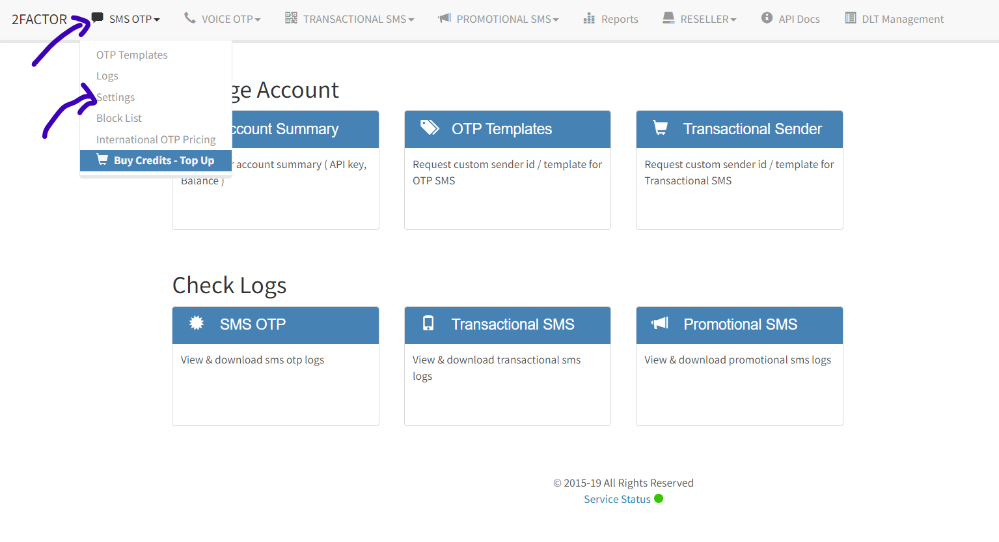 2FACTOR SMS OTP VOICE OTP TRANSACTIONAL SMS PROMOTIONAL SMS Reports RESELLER API Docs DLT Management
OTP Templates
Logs
Settings
Block List
International OTP Pricing
Buy Credits - Top Up
ge Account
ccount Summary
r account summary ( API key,
Balance )
OTP Templates
Request custom sender id / template for
OTP SMS
Transactional Sender
Request custom sender id / template for
Transactional SMS
Check Logs
SMS OTP
View & download sms otp logs
Transactional SMS
View & download transactional sms
logs
Promotional SMS
View & download promotional sms logs
© 2015-19 All Rights Reserved
Service Status